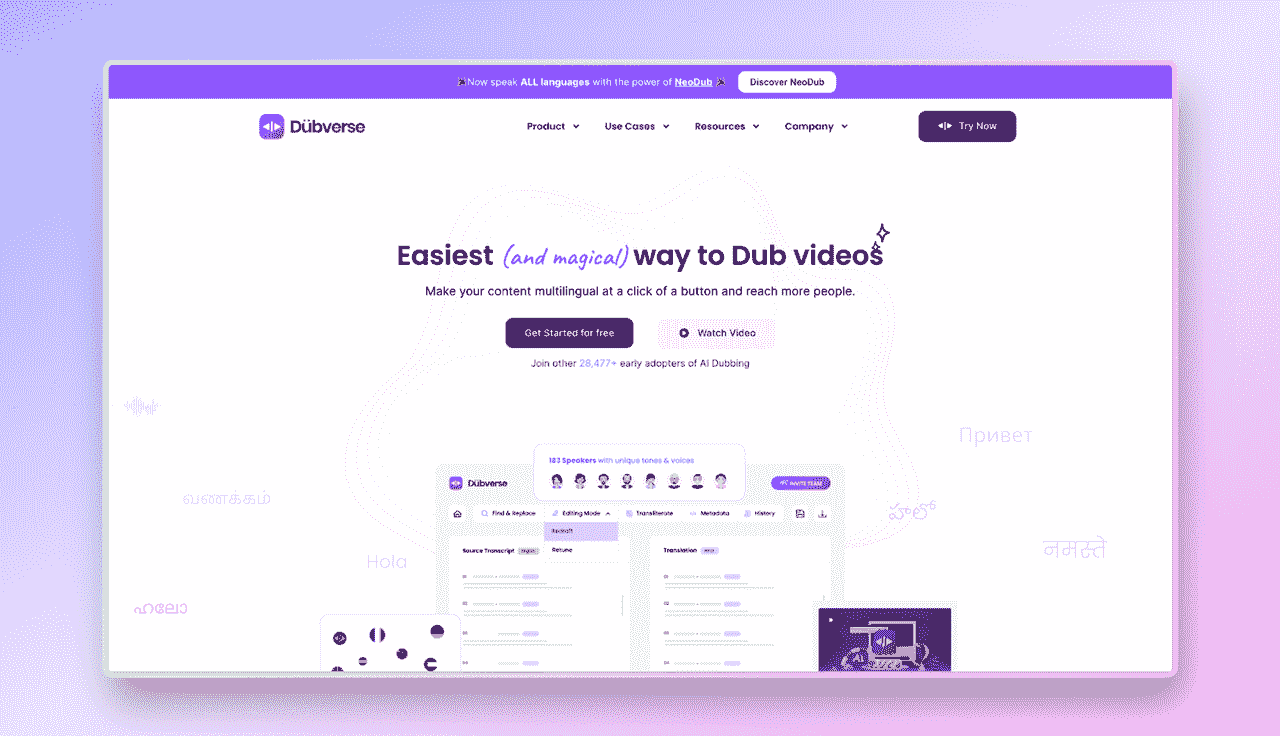 Now speak ALL languages with the power of NeoDub
Discover NeoDub
Dübverse
Product
Use Cases
Resources
Company
Try Now
Easiest (and magical) way to Dub videos
Make your content multilingual at a click of a button and reach more people.
Get Started for free
Watch Video
Join other 28,477+ early adopters of AI Dubbing
Привет
வணக்கம்
హలో
Hola
नमस्ते
ഹലോ
183 Speakers with unique tones & voices
Dübverse
INVITE TEAM
Find & Replace
Editing Mode
Transliterate
Metadata
History
Retune
Source Transcript
English
Translation
AI